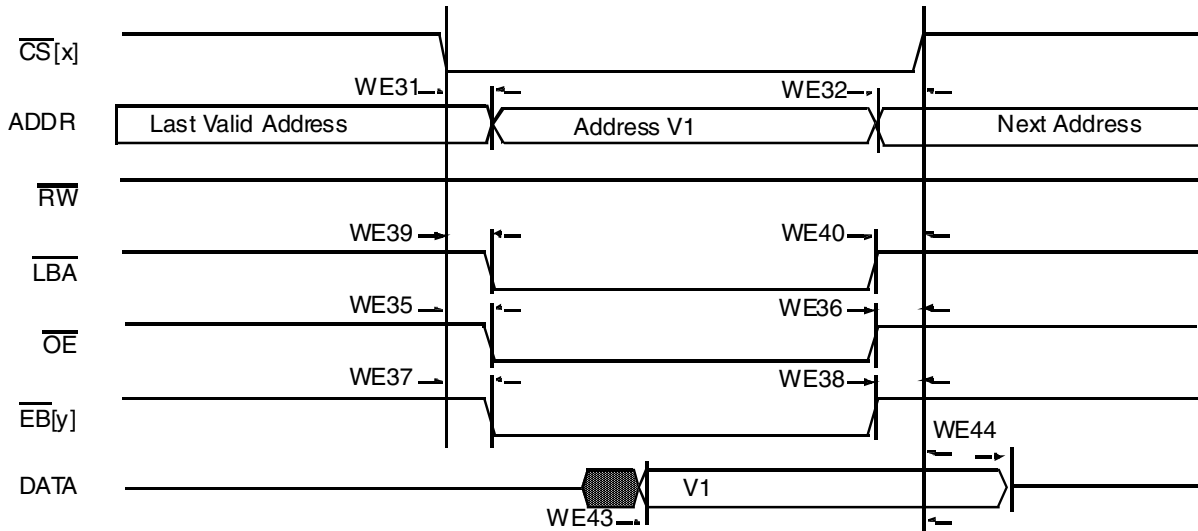 CS[x]
WE31
WE32
ADDR
Last Valid Address
Address V1
Next Address
RW
WE39
WE40
LBA
WE35
WE36
OE
WE37
WE38
EB[y]
WE44
DATA
V1
WE43